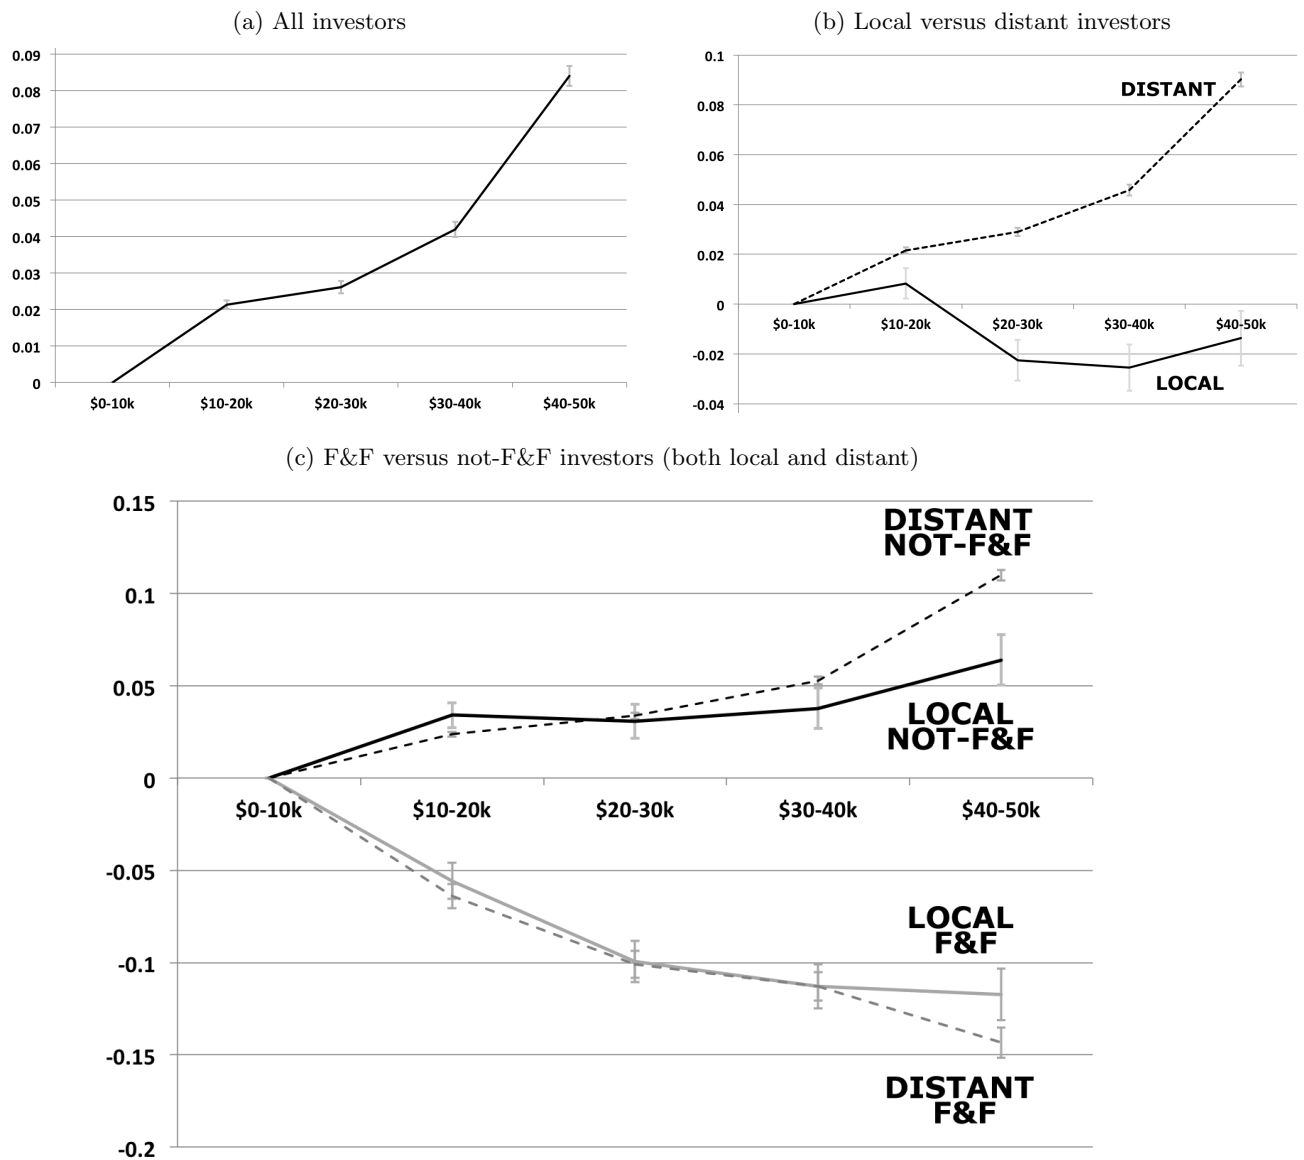 (a) All investors
0.09
0.08
0.07
0.06
0.05
0.04
0.03
0.02
0.01
0
$0-10k $10-20k $20-30k $30-40k $40-50k
(b) Local versus distant investors
0.1
0.08
0.06
0.04
0.02
0
-0.02
-0.04
DISTANT
$0-10k $10-20k $20-30k $30-40k $40-50k
LOCAL
(c) F&F versus not-F&F investors (both local and distant)
0.15
0.1
0.05
0
-0.05
-0.1
-0.15
-0.2
DISTANT
NOT-F&F
LOCAL
NOT-F&F
$0-10k $10-20k $20-30k $30-40k $40-50k
LOCAL
F&F
DISTANT
F&F